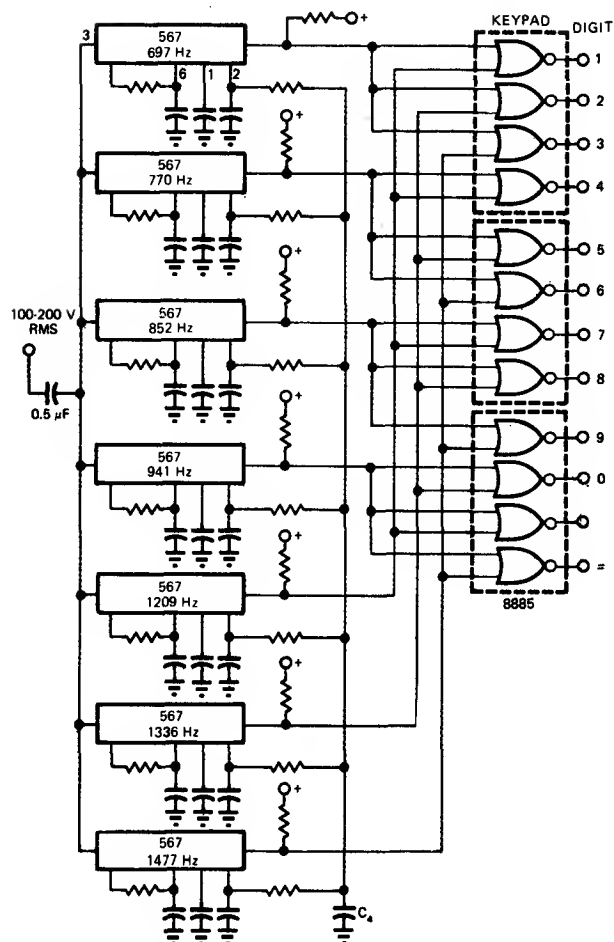 KEYPAD DIGIT
+
3
567
697 Hz
6 1 2
1
2
3
4
+
567
770 Hz
5
6
7
8
+
100-200 V
RMS
0.5 μF
567
852 Hz
+
9
0
=
8885
567
941 Hz
+
567
1209 Hz
+
567
1336 Hz
+
567
1477 Hz
C4